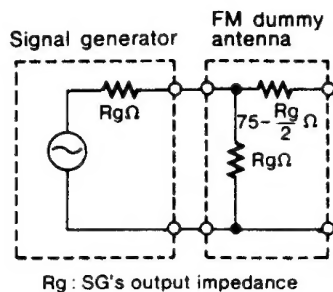 FM dummy
antenna
Signal generator
RgΩ
75-Rg/2 Ω
RgΩ
Rg : SG's output impedance